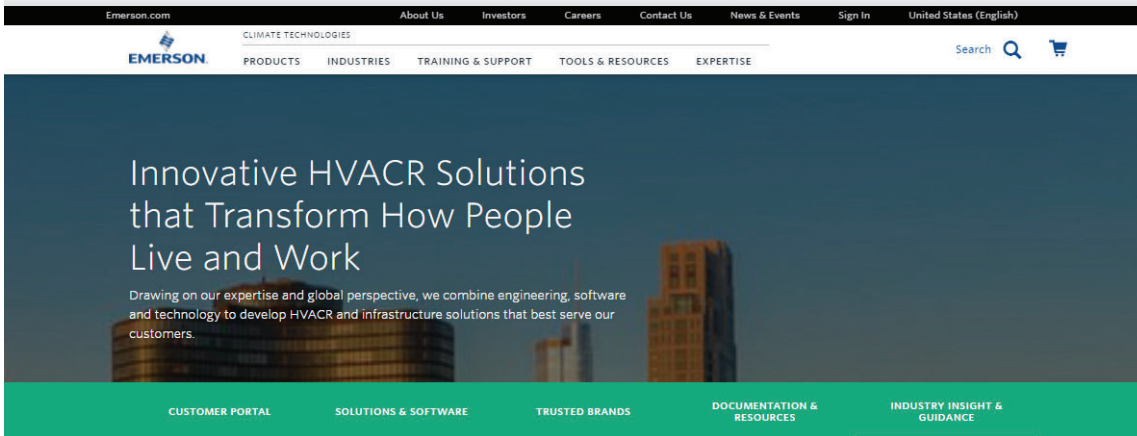 Emerson.com About Us Investors Careers Contact Us News & Events Sign In United States (English)
CLIMATE TECHNOLOGIES
EMERSON.
PRODUCTS INDUSTRIES TRAINING & SUPPORT TOOLS & RESOURCES EXPERTISE
Search
Innovative HVACR Solutions
that Transform How People
Live and Work
Drawing on our expertise and global perspective, we combine engineering, software
and technology to develop HVACR and infrastructure solutions that best serve our
customers.
CUSTOMER PORTAL
SOLUTIONS & SOFTWARE
TRUSTED BRANDS
DOCUMENTATION &
RESOURCES
INDUSTRY INSIGHT &
GUIDANCE